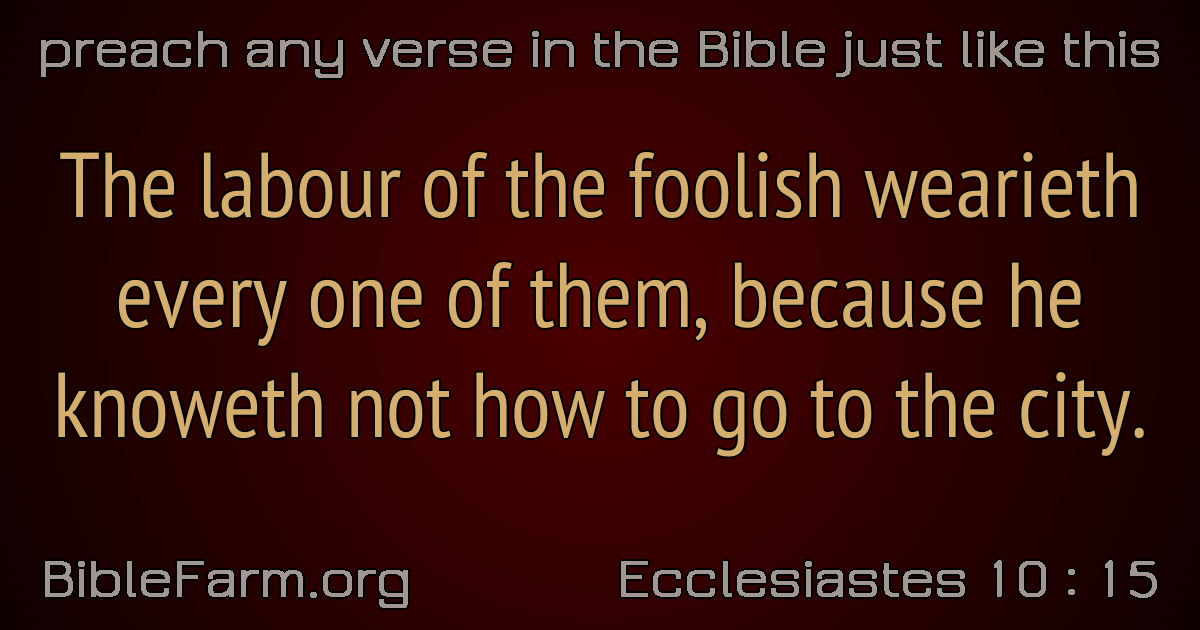 preach any verse in the Bible just like this
The labour of the foolish wearieth
every one of them, because he
knoweth not how to go to the city.
BibleFarm.org
Ecclesiastes 10 : 15